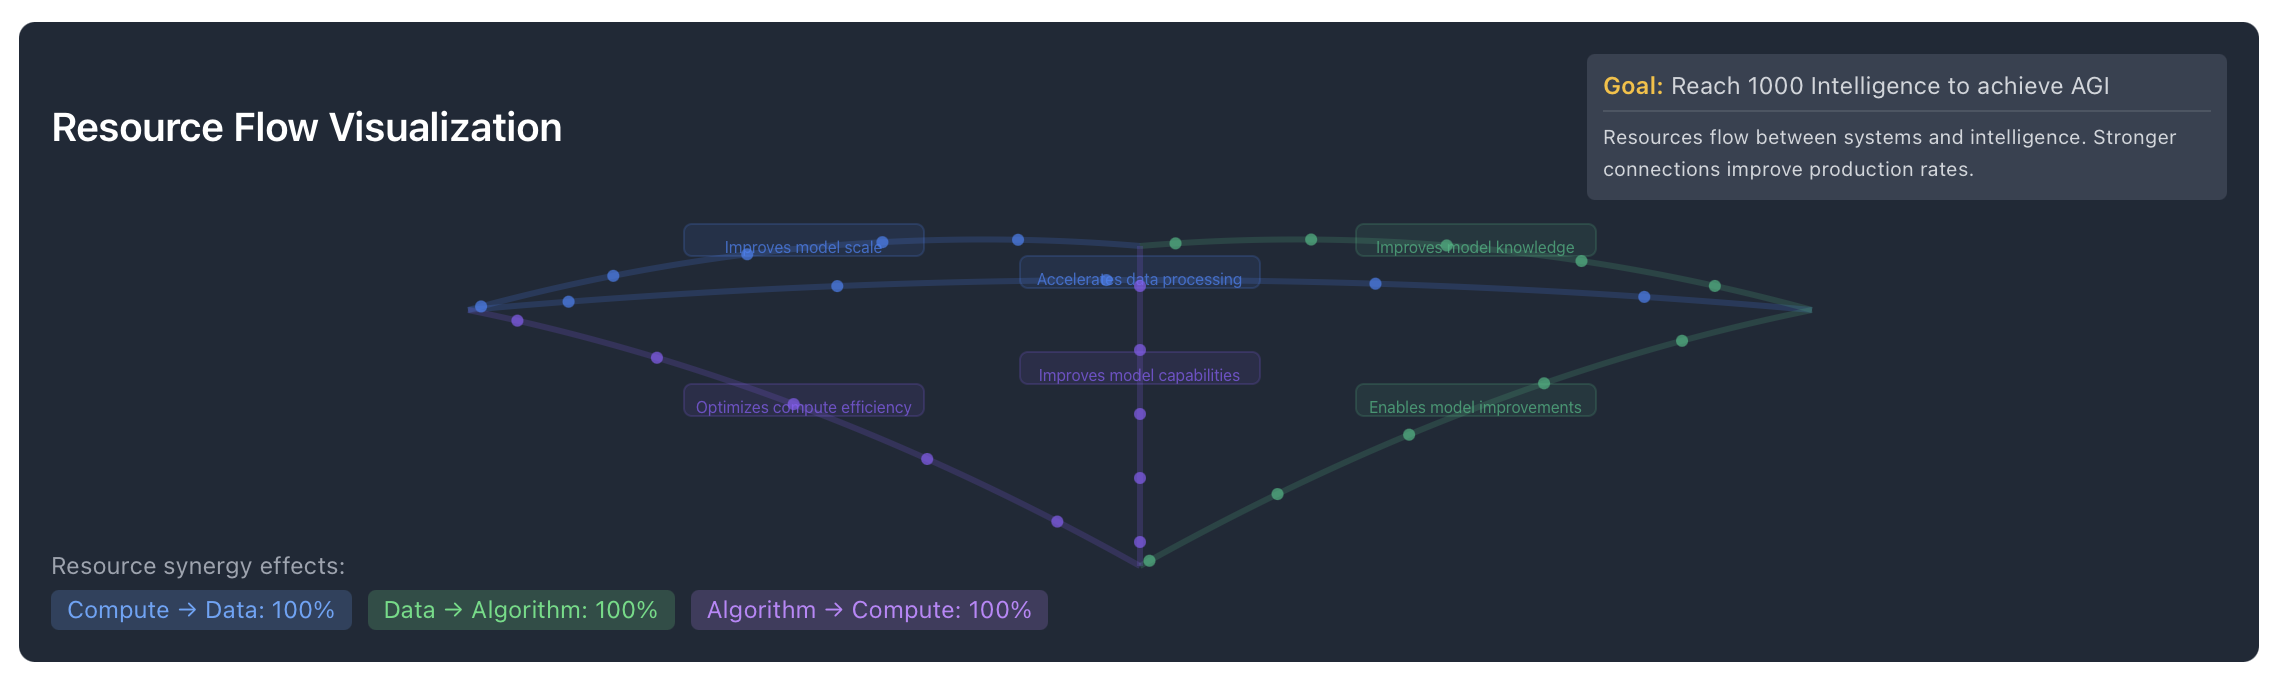 Goal: Reach 1000 Intelligence to achieve AGI
Resource Flow Visualization
Resources flow between systems and intelligence. Stronger
connections improve production rates.
Improves model scale
Improves model knowledge
Accelerates data processing
Improves model capabilities
Optimizes compute efficiency
Enables model improvements
Resource synergy effects:
Compute → Data: 100%
Data → Algorithm: 100%
Algorithm → Compute: 100%